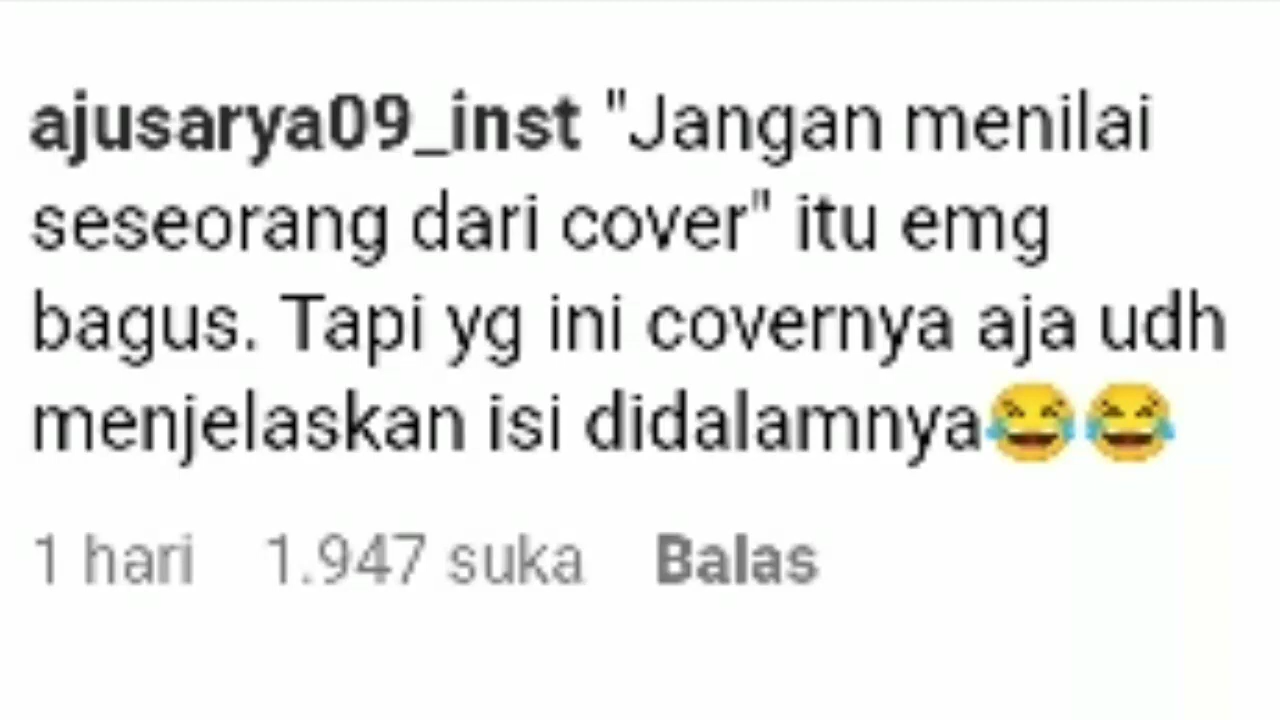 ajusarya09_inst "Jangan menilai
seseorang dari cover" itu emg
bagus. Tapi yg ini covernya aja udh
menjelaskan isi didalamnya😂😂
1 hari 1.947 suka Balas